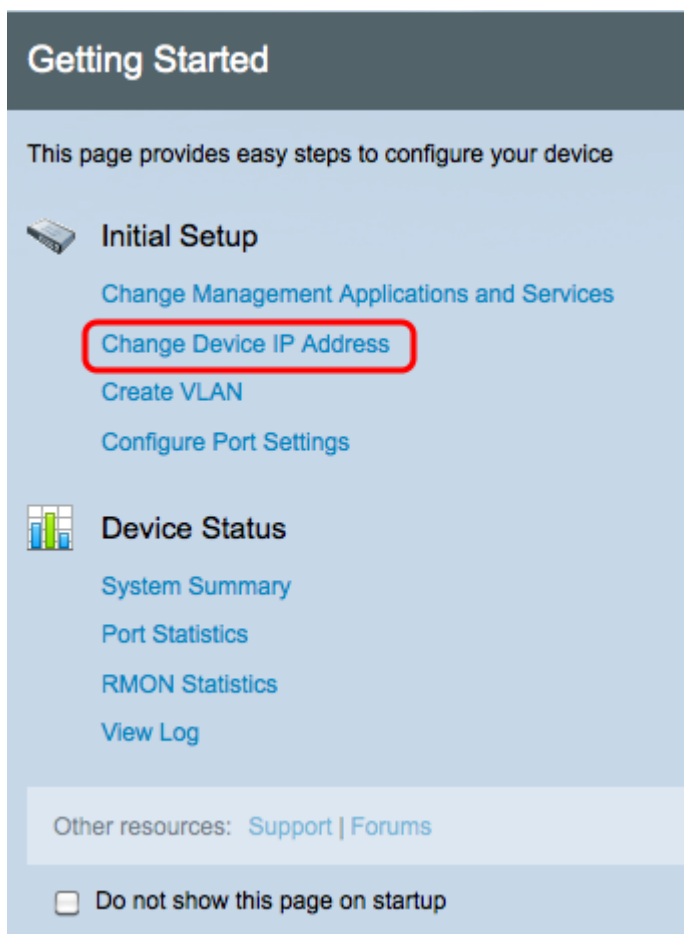 Getting Started
This page provides easy steps to configure your device
Initial Setup
Change Management Applications and Services
Change Device IP Address
Create VLAN
Configure Port Settings
Device Status
System Summary
Port Statistics
RMON Statistics
View Log
Other resources: Support | Forums
Do not show this page on startup